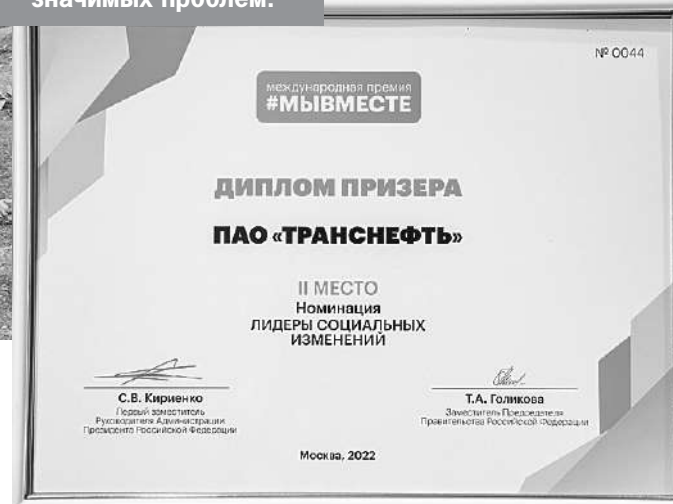 значимых проблем.
№ 0044
международная премия
#МЫВМЕСТЕ
ДИПЛОМ ПРИЗЕРА
ПАО «ТРАНСНЕФТЬ»
II МЕСТО
Номинация
ЛИДЕРЫ СОЦИАЛЬНЫХ
ИЗМЕНЕНИЙ
С.В. Кириенко
Первый заместитель
Руководителя Администрации
Президента Российской Федерации
Т.А. Голикова
Заместитель Председателя
Правительства Российской Федерации
Москва, 2022